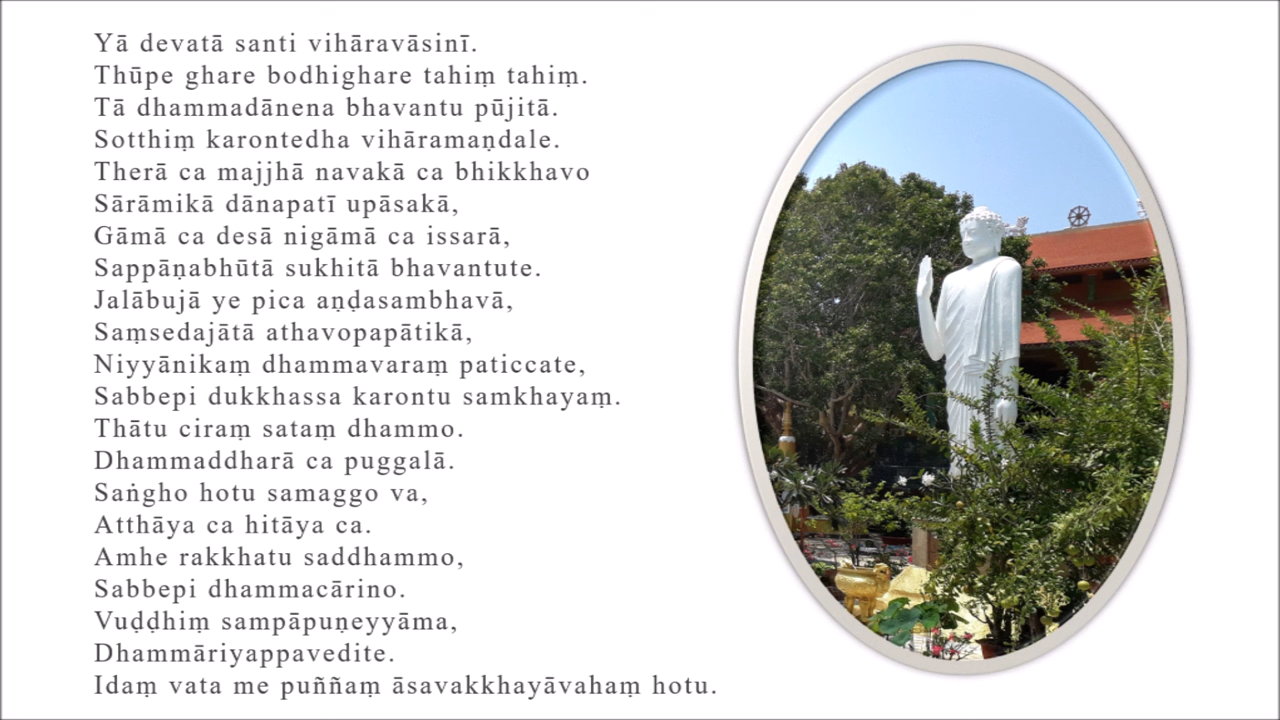 Yā devatā santi vihāravāsinī.
Thūpe ghare bodhighare tahiṃ tahiṃ.
Tā dhammadānena bhavantu pūjitā.
Sotthiṃ karontedha vihāramaṇdale.
Therā ca majjhā navakā ca bhikkhavo
Sārāmikā dānapatī upāsakā,
Gāmā ca desā nigāmā ca issarā,
Sappāṇabhūtā sukhitā bhavantute.
Jalābujā ye pica aṇḍasambhavā,
Saṃsedajātā athavopapātikā,
Niyyānikaṃ dhammavaraṃ paticcate,
Sabbepi dukkhassa karontu samkhayaṃ.
Thātu ciraṃ sataṃ dhammo.
Dhammaddharā ca puggalā.
Saṅgho hotu samaggo va,
Atthāya ca hitāya ca.
Amhe rakkhatu saddhammo,
Sabbepi dhammacārino.
Vuḍḍhiṃ sampāpuṇeyyāma,
Dhammāriyappavedite.
Idaṃ vata me puññaṃ āsavakkhayāvahaṃ hotu.